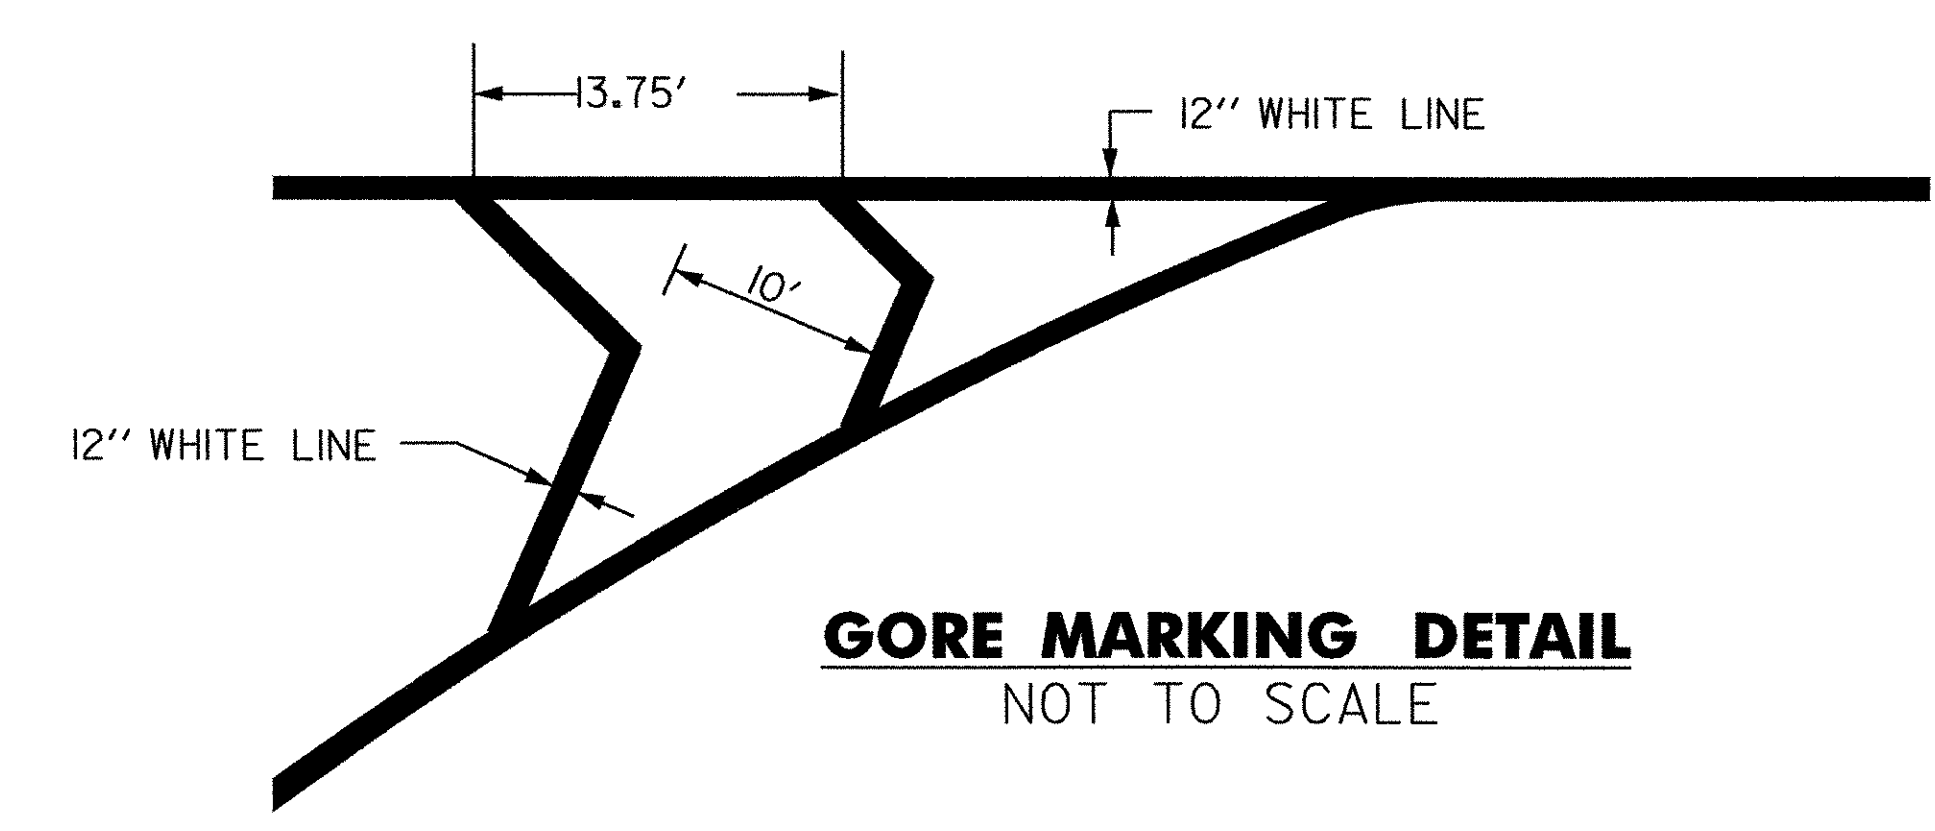 13.75'
12" WHITE LINE
10'
12" WHITE LINE
GORE MARKING DETAIL
NOT TO SCALE